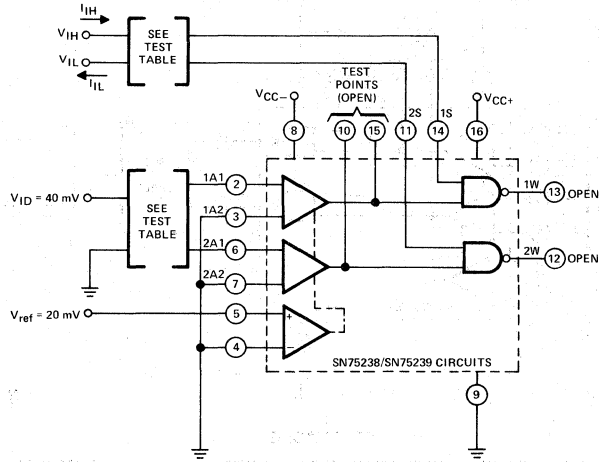 IIH
VIH
VIL
IIL
SEE
TEST
TABLE
TEST
POINTS
(OPEN)
VCC−
2S
1S
VCC+
8
10
15
11
14
16
VID = 40 mV
SEE
TEST
TABLE
1A1
2
1A2
3
2A1
6
2A2
7
Vref = 20 mV
5
+
4
−
1W
13
OPEN
2W
12
OPEN
SN75238/SN75239 CIRCUITS
9